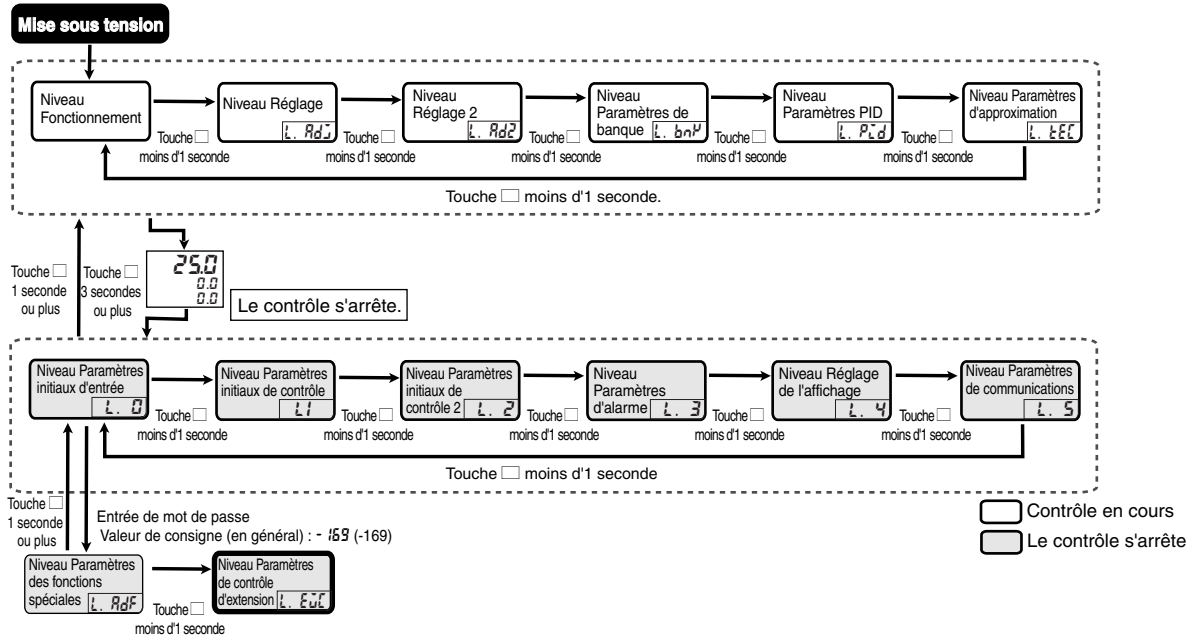 Mise sous tension
Niveau
Fonctionnement
Niveau Réglage
L. AdJ
Niveau
Réglage 2
L. Ad2
Niveau
Paramètres de
banque L. bnK
Niveau
Paramètres PID
L. PId
Niveau Paramètres
d'approximation
L. tEC
Touche □
moins d'1 seconde
Touche □
moins d'1 seconde
Touche □
moins d'1 seconde
Touche □
moins d'1 seconde
Touche □
moins d'1 seconde
Touche □ moins d'1 seconde.
Touche □
1 seconde
ou plus
Touche □
3 secondes
ou plus
25.0
0.0
0.0
Le contrôle s'arrête.
Niveau Paramètres
initiaux d'entrée
L. 0
Niveau Paramètres
initiaux de contrôle
L.1
Niveau Paramètres
initiaux de
contrôle 2 L. 2
Niveau
Paramètres
d'alarme L. 3
Niveau Réglage
de l'affichage
L. 4
Niveau Paramètres
de communications
L. 5
Touche □
moins d'1 seconde
Touche □
moins d'1 seconde
Touche □
moins d'1 seconde
Touche □
moins d'1 seconde
Touche □
moins d'1 seconde
Touche □ moins d'1 seconde
Touche □
1 seconde
ou plus
Entrée de mot de passe
Valeur de consigne (en général) : - 169 (-169)
Contrôle en cours
Le contrôle s'arrête
Niveau Paramètres
des fonctions
spéciales L. AdF
Touche □
moins d'1 seconde
Niveau Paramètres
de contrôle
d'extension L. EJC